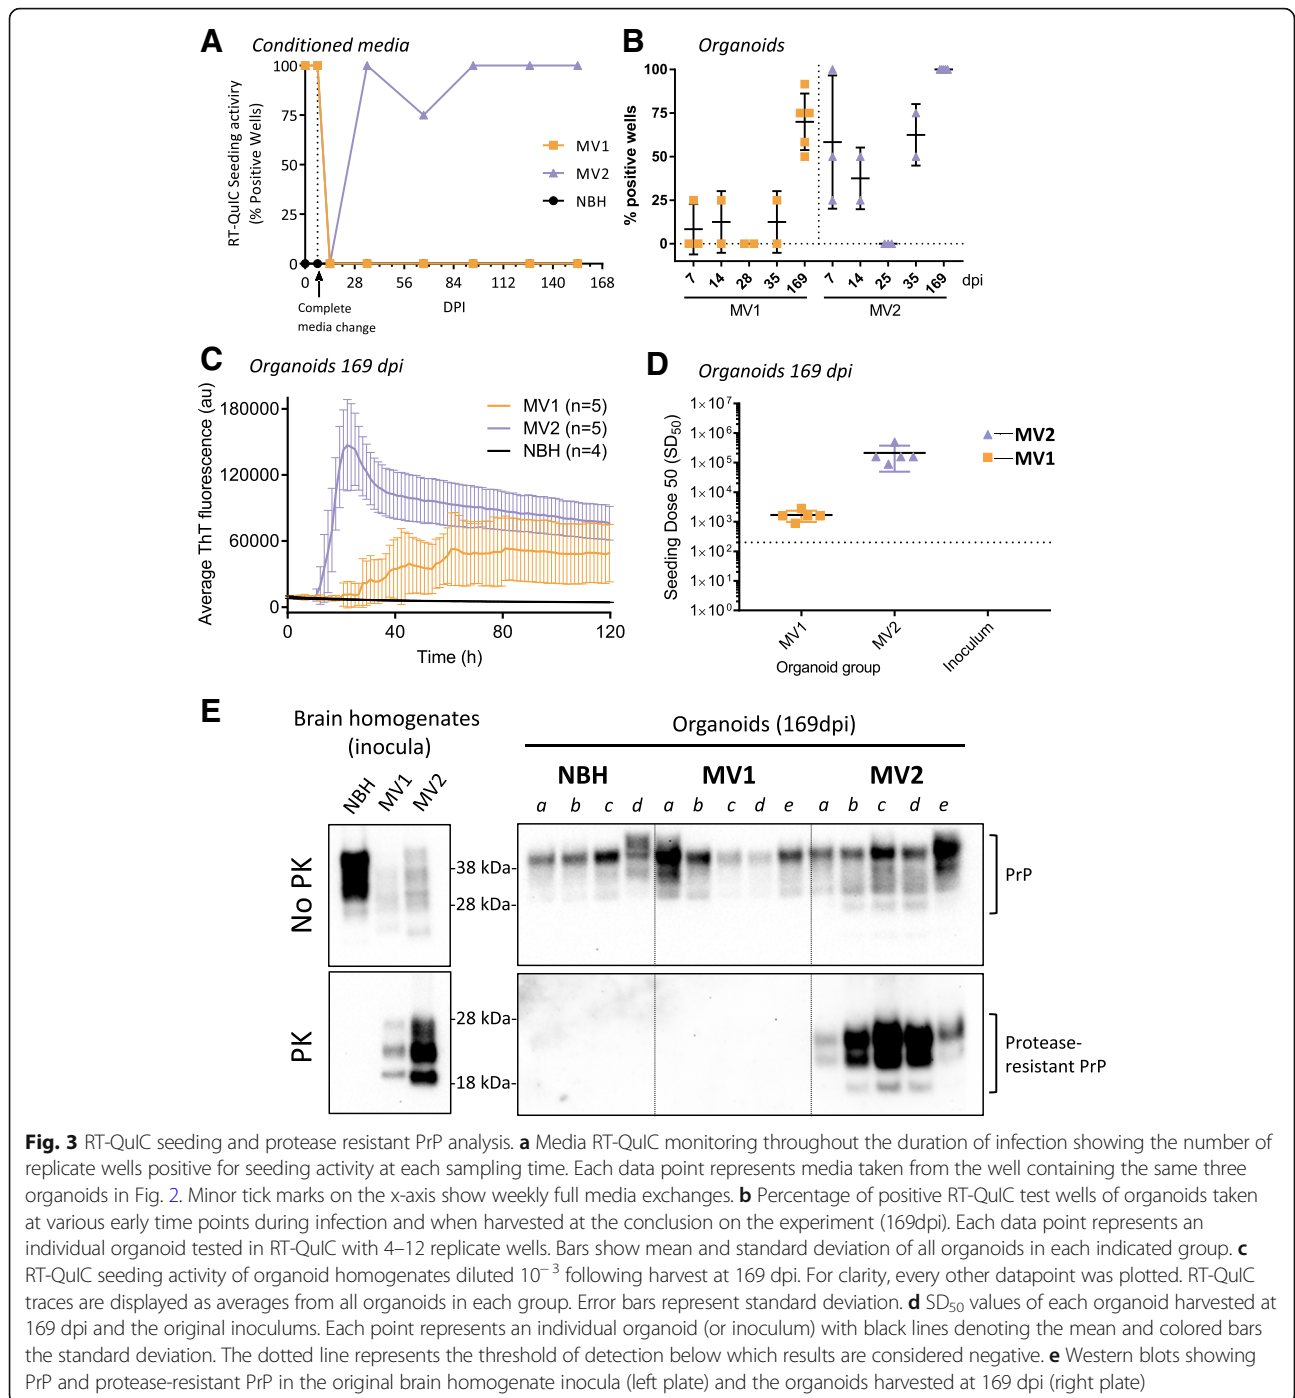 A
Conditioned media
RT-QuIC Seeding activiry
(% Positive Wells)
100
75
50
25
0
0 28 56 84 112 140 168
DPI
Complete
media change
MV1
MV2
NBH
B
Organoids
% positive wells
100
75
50
25
0
7 14 28 35 169 7 14 25 35 169 dpi
MV1 MV2
C
Organoids 169 dpi
Average ThT fluorescence (au)
180000
120000
60000
0
0 40 80 120
Time (h)
MV1 (n=5)
MV2 (n=5)
NBH (n=4)
D
Organoids 169 dpi
Seeding Dose 50 (SD50)
1×10^7
1×10^6
1×10^5
1×10^4
1×10^3
1×10^2
1×10^1
1×10^0
MV2
MV1
MV1 MV2 Inoculum
Organoid group
E
Brain homogenates
(inocula)
NBH MV1 MV2
Organoids (169dpi)
NBH MV1 MV2
a b c d a b c d e a b c d e
No PK
38 kDa-
28 kDa-
PrP
PK
28 kDa-
18 kDa-
Protease-
resistant PrP
Fig. 3 RT-QuIC seeding and protease resistant PrP analysis. a Media RT-QuIC monitoring throughout the duration of infection showing the number of
replicate wells positive for seeding activity at each sampling time. Each data point represents media taken from the well containing the same three
organoids in Fig. 2. Minor tick marks on the x-axis show weekly full media exchanges. b Percentage of positive RT-QuIC test wells of organoids taken
at various early time points during infection and when harvested at the conclusion on the experiment (169dpi). Each data point represents an
individual organoid tested in RT-QuIC with 4–12 replicate wells. Bars show mean and standard deviation of all organoids in each indicated group. c
RT-QuIC seeding activity of organoid homogenates diluted 10− 3 following harvest at 169 dpi. For clarity, every other datapoint was plotted. RT-QuIC
traces are displayed as averages from all organoids in each group. Error bars represent standard deviation. d SD50 values of each organoid harvested at
169 dpi and the original inoculums. Each point represents an individual organoid (or inoculum) with black lines denoting the mean and colored bars
the standard deviation. The dotted line represents the threshold of detection below which results are considered negative. e Western blots showing
PrP and protease-resistant PrP in the original brain homogenate inocula (left plate) and the organoids harvested at 169 dpi (right plate)